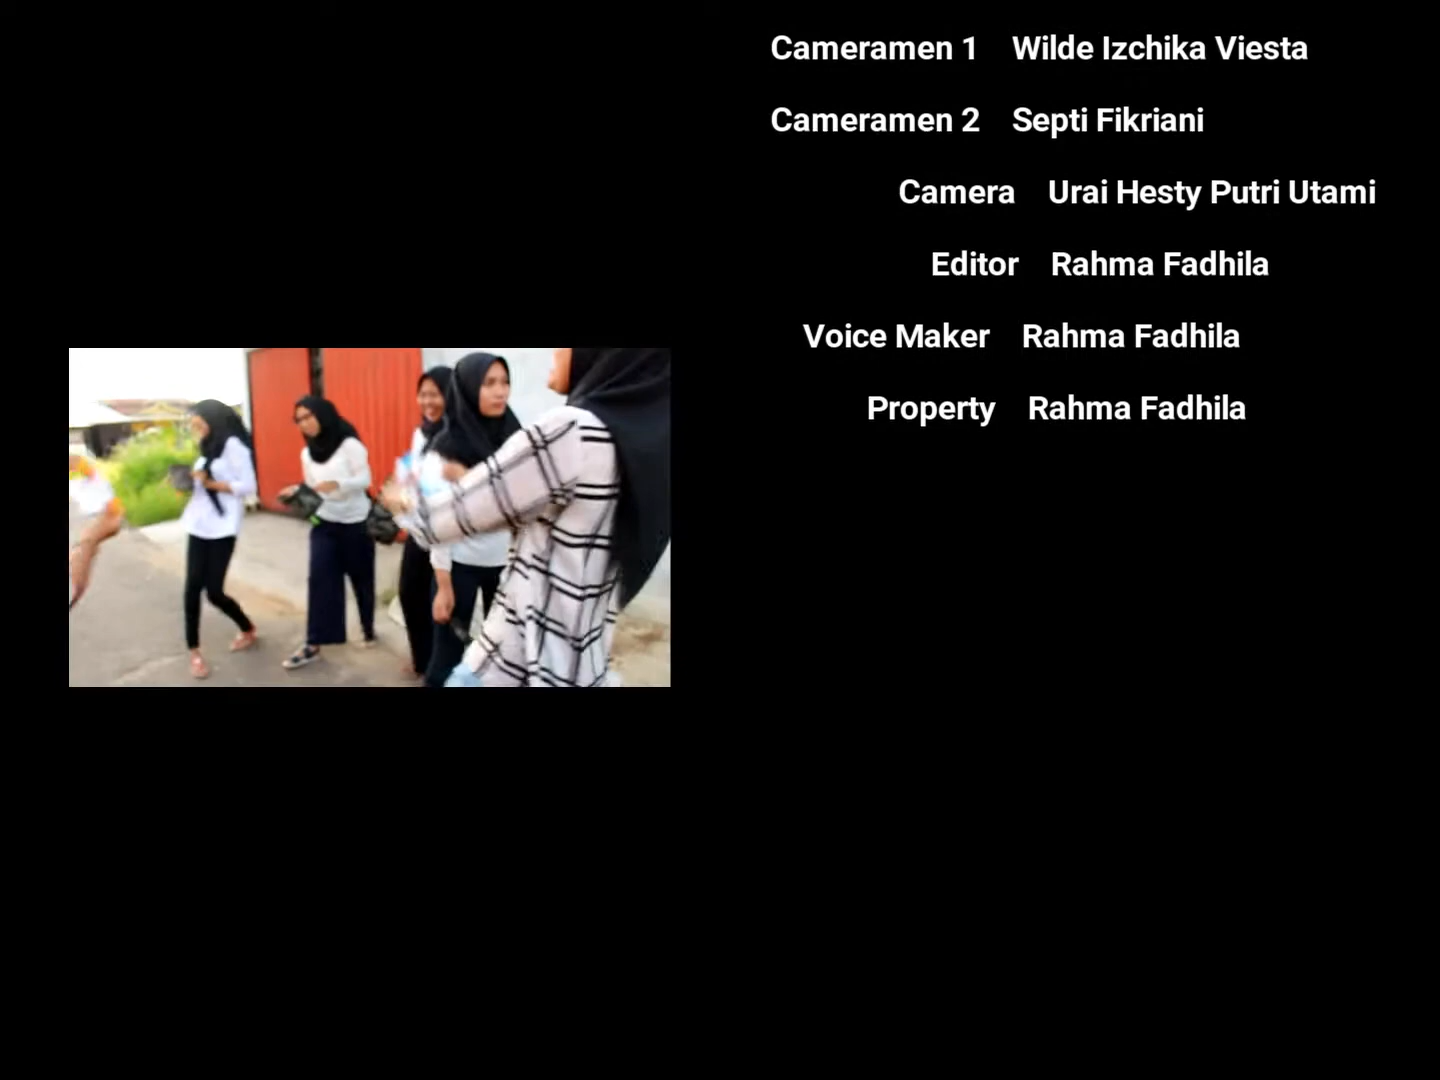 Cameramen 1 Wilde Izchika Viesta
Cameramen 2 Septi Fikriani
Camera Urai Hesty Putri Utami
Editor Rahma Fadhila
Voice Maker Rahma Fadhila
Property Rahma Fadhila